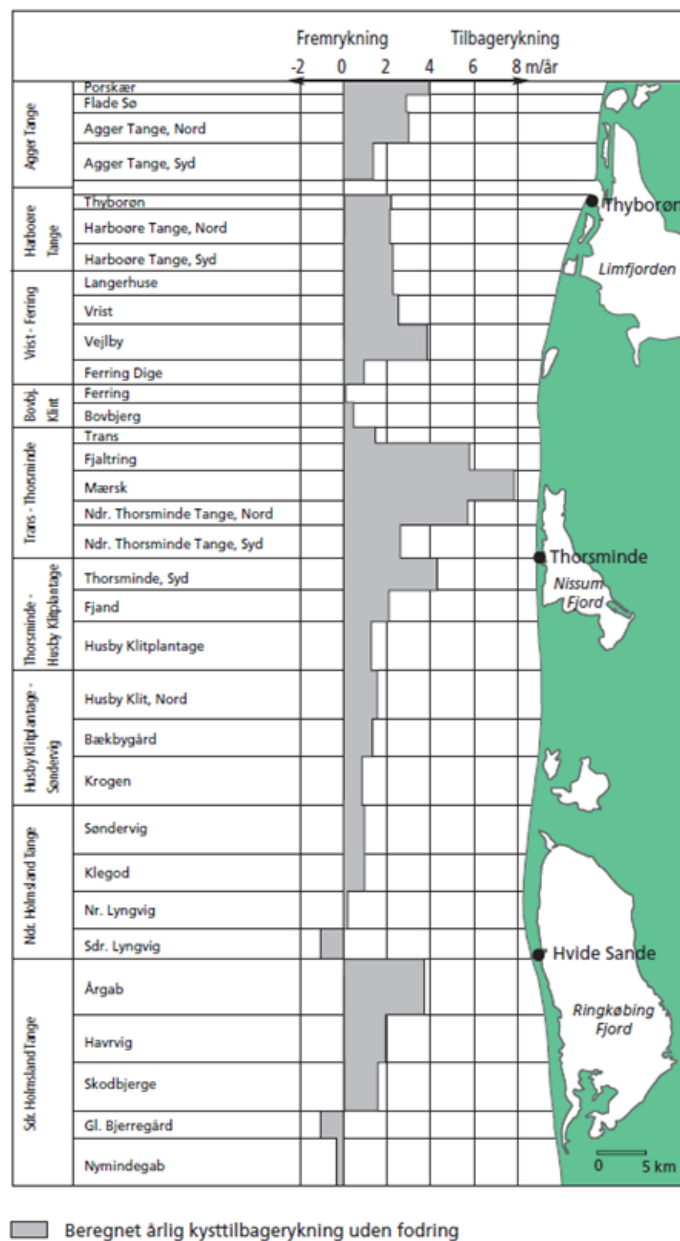 Fremrykning Tilbagerykning
-2 0 2 4 6 8 m/år
Agger Tange
Porskær
Flade Sø
Agger Tange, Nord
Agger Tange, Syd
Harboøre
Tange
Thyborøn
Harboøre Tange, Nord
Harboøre Tange, Syd
Vrist - Ferring
Langerhuse
Vrist
Vejlby
Ferring Dige
Bovbj.
Klint
Ferring
Bovbjerg
Trans - Thorsminde
Trans
Fjaltring
Mærsk
Ndr. Thorsminde Tange, Nord
Ndr. Thorsminde Tange, Syd
Thorsminde -
Husby Klitplantage
Thorsminde, Syd
Fjand
Husby Klitplantage
Husby Klitplantage -
Søndervig
Husby Klit, Nord
Bækbygård
Krogen
Ndr. Holmsland Tange
Søndervig
Klegod
Nr. Lyngvig
Sdr. Lyngvig
Sdr. Holmsland Tange
Årgab
Havrvig
Skodbjerge
Gl. Bjerregård
Nymindegab
Thyborøn
Limfjorden
Thorsminde
Nissum
Fjord
Hvide Sande
Ringkøbing
Fjord
0 5 km
Beregnet årlig kysttilbagerykning uden fodring